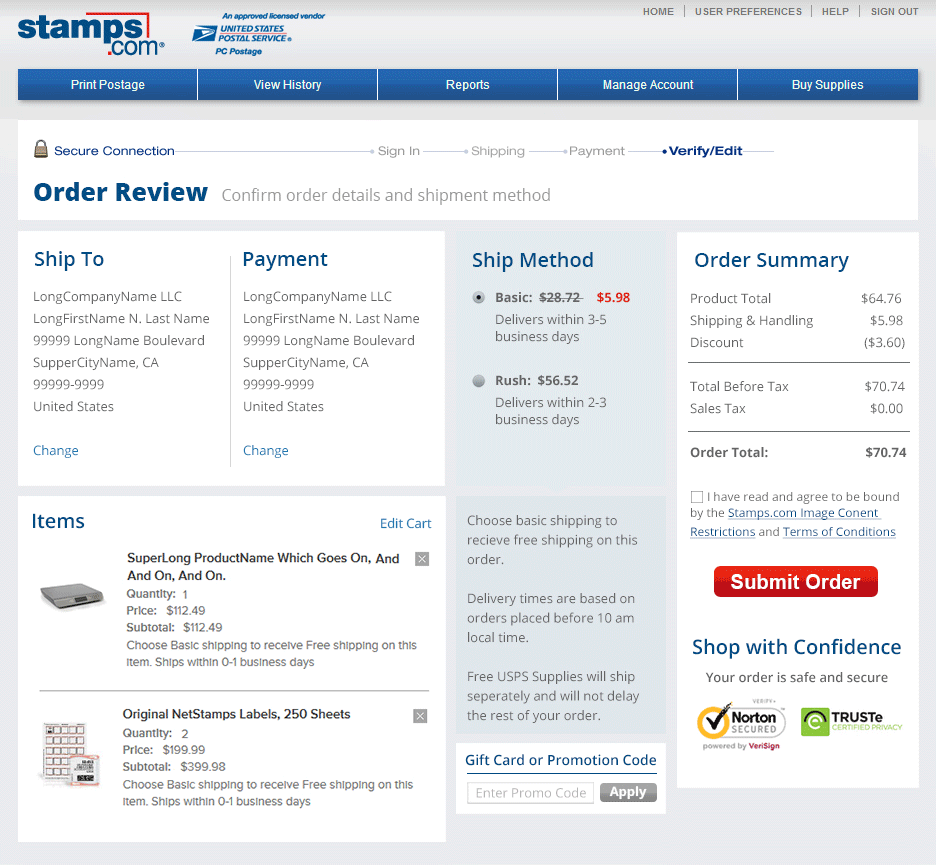 stamps
.com®
An approved licensed vendor
UNITED STATES
POSTAL SERVICE®
PC Postage
HOME
USER PREFERENCES
HELP
SIGN OUT
Print Postage
View History
Reports
Manage Account
Buy Supplies
Secure Connection
Sign In
Shipping
Payment
Verify/Edit
Order Review
Confirm order details and shipment method
Ship To
LongCompanyName LLC
LongFirstName N. Last Name
99999 LongName Boulevard
SupperCityName, CA
99999-9999
United States
Change
Payment
LongCompanyName LLC
LongFirstName N. Last Name
99999 LongName Boulevard
SupperCityName, CA
99999-9999
United States
Change
Ship Method
Basic: $28.72 $5.98
Delivers within 3-5
business days
Rush: $56.52
Delivers within 2-3
business days
Order Summary
Product Total $64.76
Shipping & Handling $5.98
Discount ($3.60)
Total Before Tax $70.74
Sales Tax $0.00
Order Total: $70.74
I have read and agree to be bound
by the Stamps.com Image Conent
Restrictions and Terms of Conditions
Submit Order
Shop with Confidence
Your order is safe and secure
VERIFY
Norton
SECURED
powered by VeriSign
TRUSTe
CERTIFIED PRIVACY
Items
Edit Cart
SuperLong ProductName Which Goes On, And
And On, And On.
Quantity: 1
Price: $112.49
Subtotal: $112.49
Choose Basic shipping to receive Free shipping on this
item. Ships within 0-1 business days
Original NetStamps Labels, 250 Sheets
Quantity: 2
Price: $199.99
Subtotal: $399.98
Choose Basic shipping to receive Free shipping on this
item. Ships within 0-1 business days
Choose basic shipping to
recieve free shipping on this
order.
Delivery times are based on
orders placed before 10 am
local time.
Free USPS Supplies will ship
seperately and will not delay
the rest of your order.
Gift Card or Promotion Code
Enter Promo Code
Apply